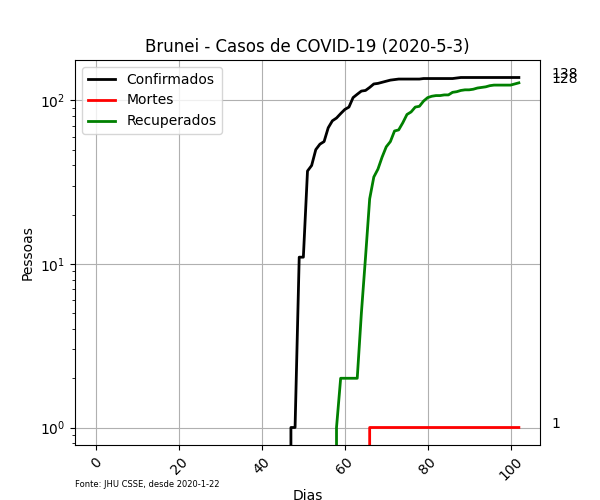 Brunei - Casos de COVID-19 (2020-5-3)
Confirmados
Mortes
Recuperados
138
128
1
Pessoas
10²
10¹
10⁰
0
20
40
60
80
100
Fonte: JHU CSSE, desde 2020-1-22
Dias